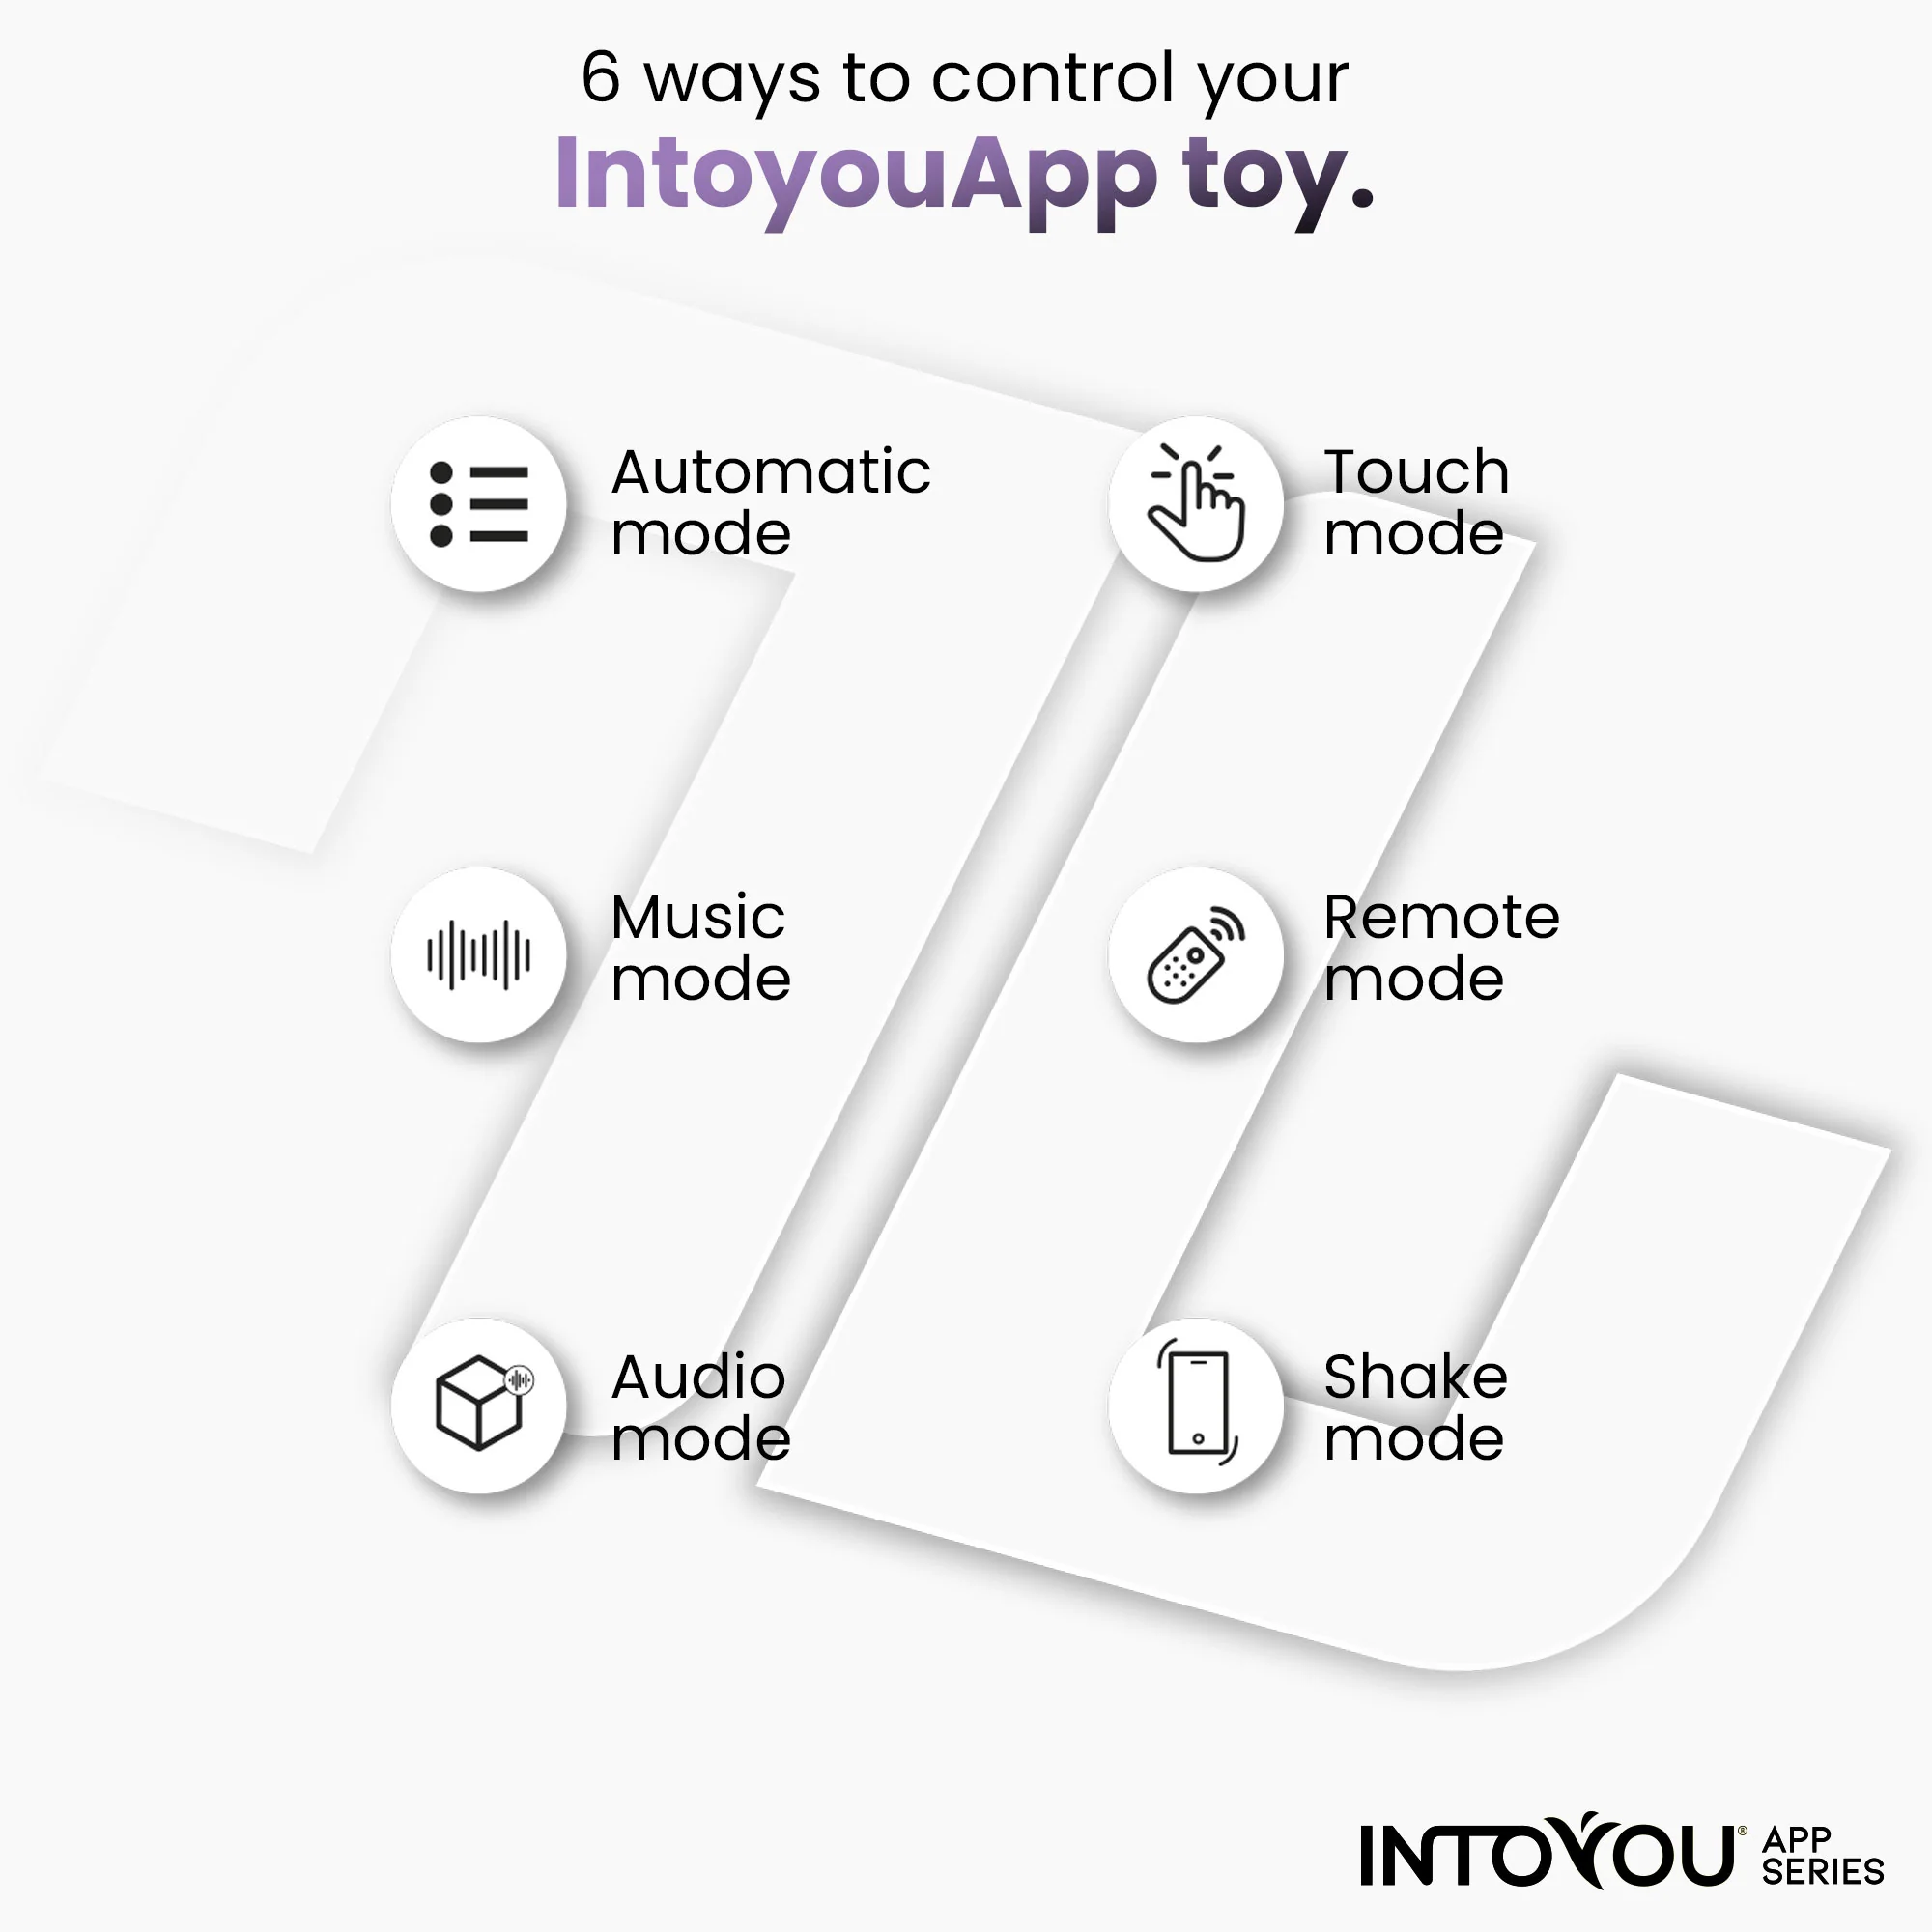 6 ways to control your
IntoyouApp toy.
Automatic
mode
Touch
mode
Music
mode
Remote
mode
Audio
mode
Shake
mode
INTOYOU® APP
SERIES